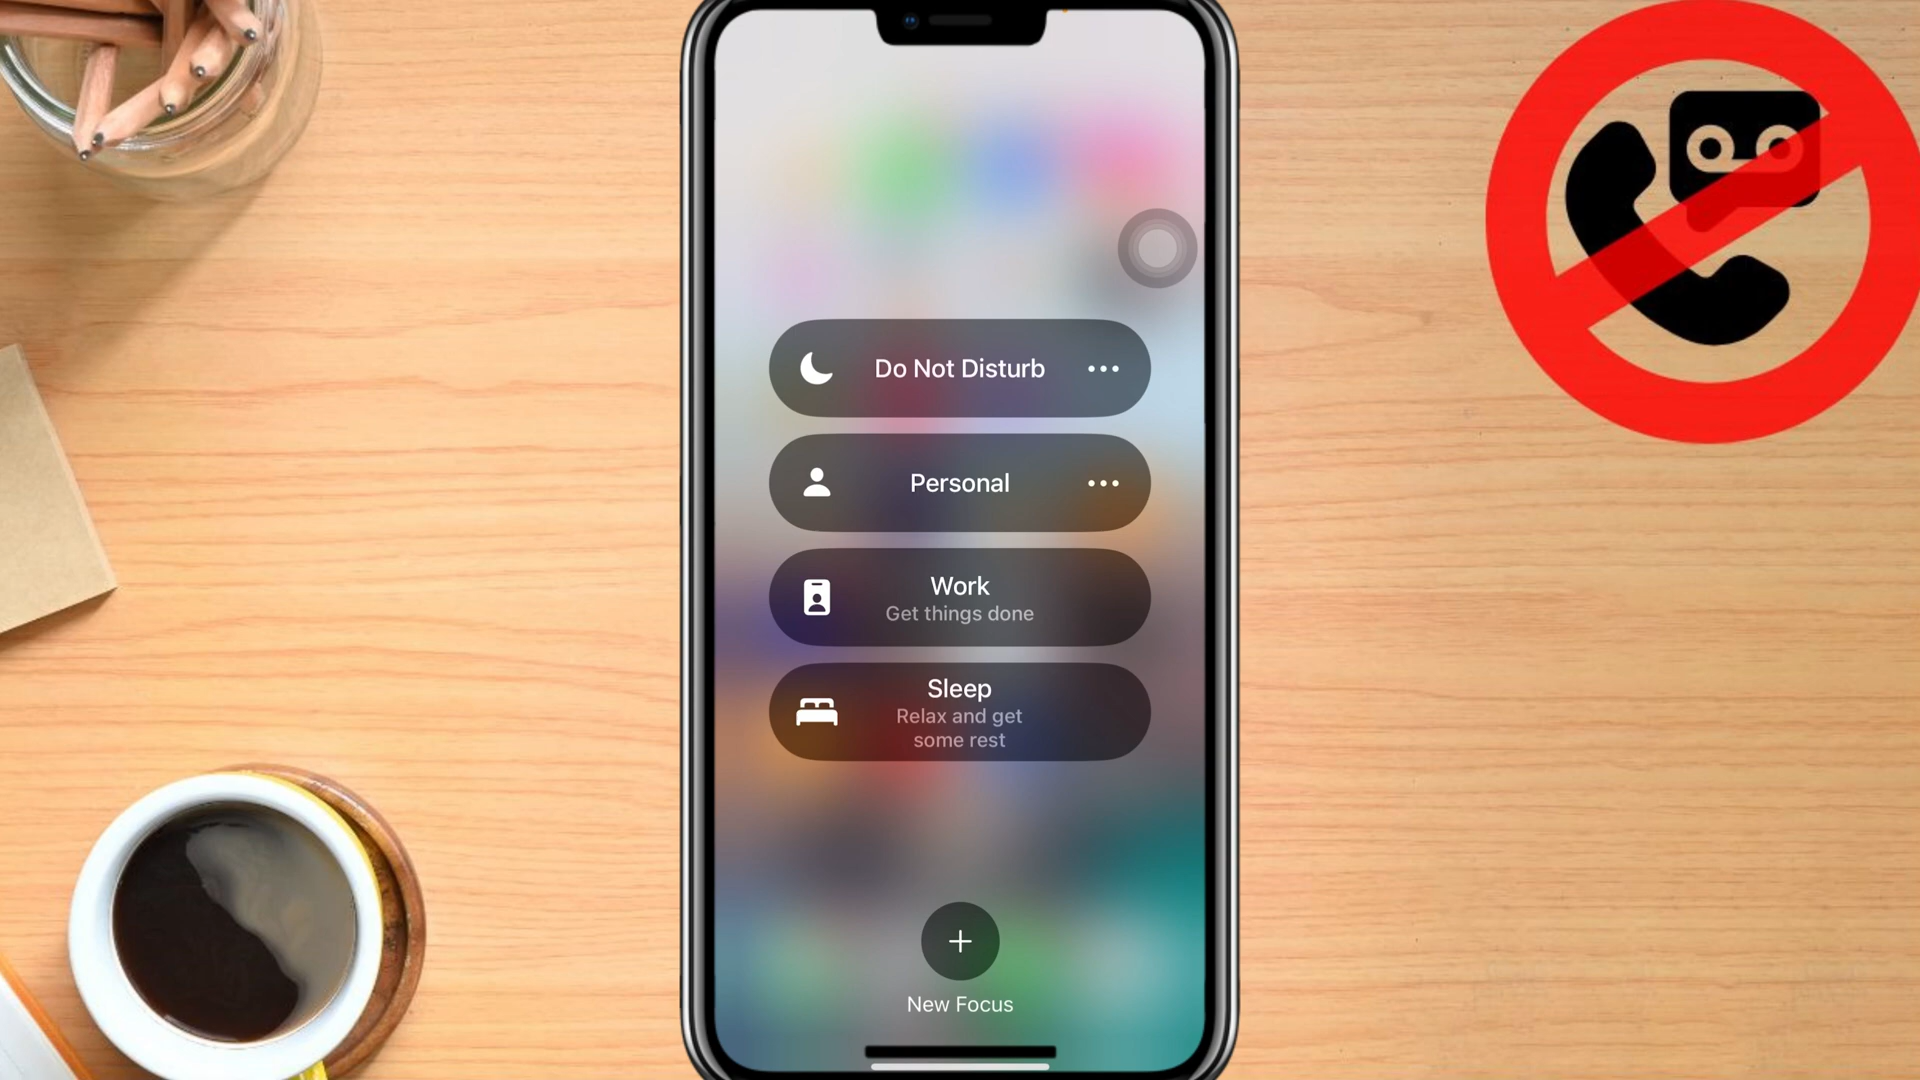 Do Not Disturb
Personal
Work
Get things done
Sleep
Relax and get
some rest
New Focus